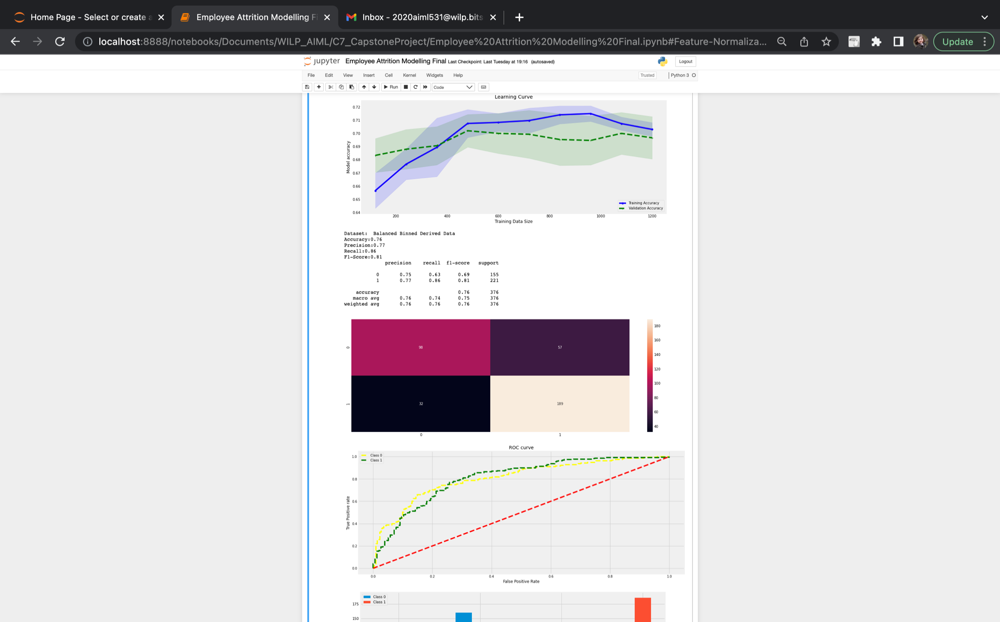 Home Page - Select or create a
Employee Attrition Modelling Fi
Inbox - 2020aiml531@wilp.bits
localhost:8888/notebooks/Documents/WILP_AIML/C7_CapstoneProject/Employee%20Attrition%20Modelling%20Final.ipynb#Feature-Normaliza...
Update
jupyter Employee Attrition Modelling Final Last Checkpoint: Last Tuesday at 19:16 (autosaved)
Logout
File Edit View Insert Cell Kernel Widgets Help
Trusted
Python 3
Run
Code
Learning Curve
0.72
0.71
0.70
0.69
0.68
0.67
0.66
0.65
0.64
Model accuracy
Training Accuracy
Validation Accuracy
200 400 600 800 1000 1200
Training Data Size
Dataset: Balanced Binned Derived Data
Accuracy:0.76
Precision:0.77
Recall:0.86
F1-Score:0.81
precision recall f1-score support
0 0.75 0.63 0.69 155
1 0.77 0.86 0.81 221
accuracy 0.76 376
macro avg 0.76 0.74 0.75 376
weighted avg 0.76 0.76 0.76 376
0
98
57
1
32
189
0 1
180
160
140
120
100
80
60
40
ROC curve
Class 0
Class 1
1.0
0.8
0.6
0.4
0.2
0.0
True Positive rate
0.0 0.2 0.4 0.6 0.8 1.0
False Positive Rate
Class 0
Class 1
175
150